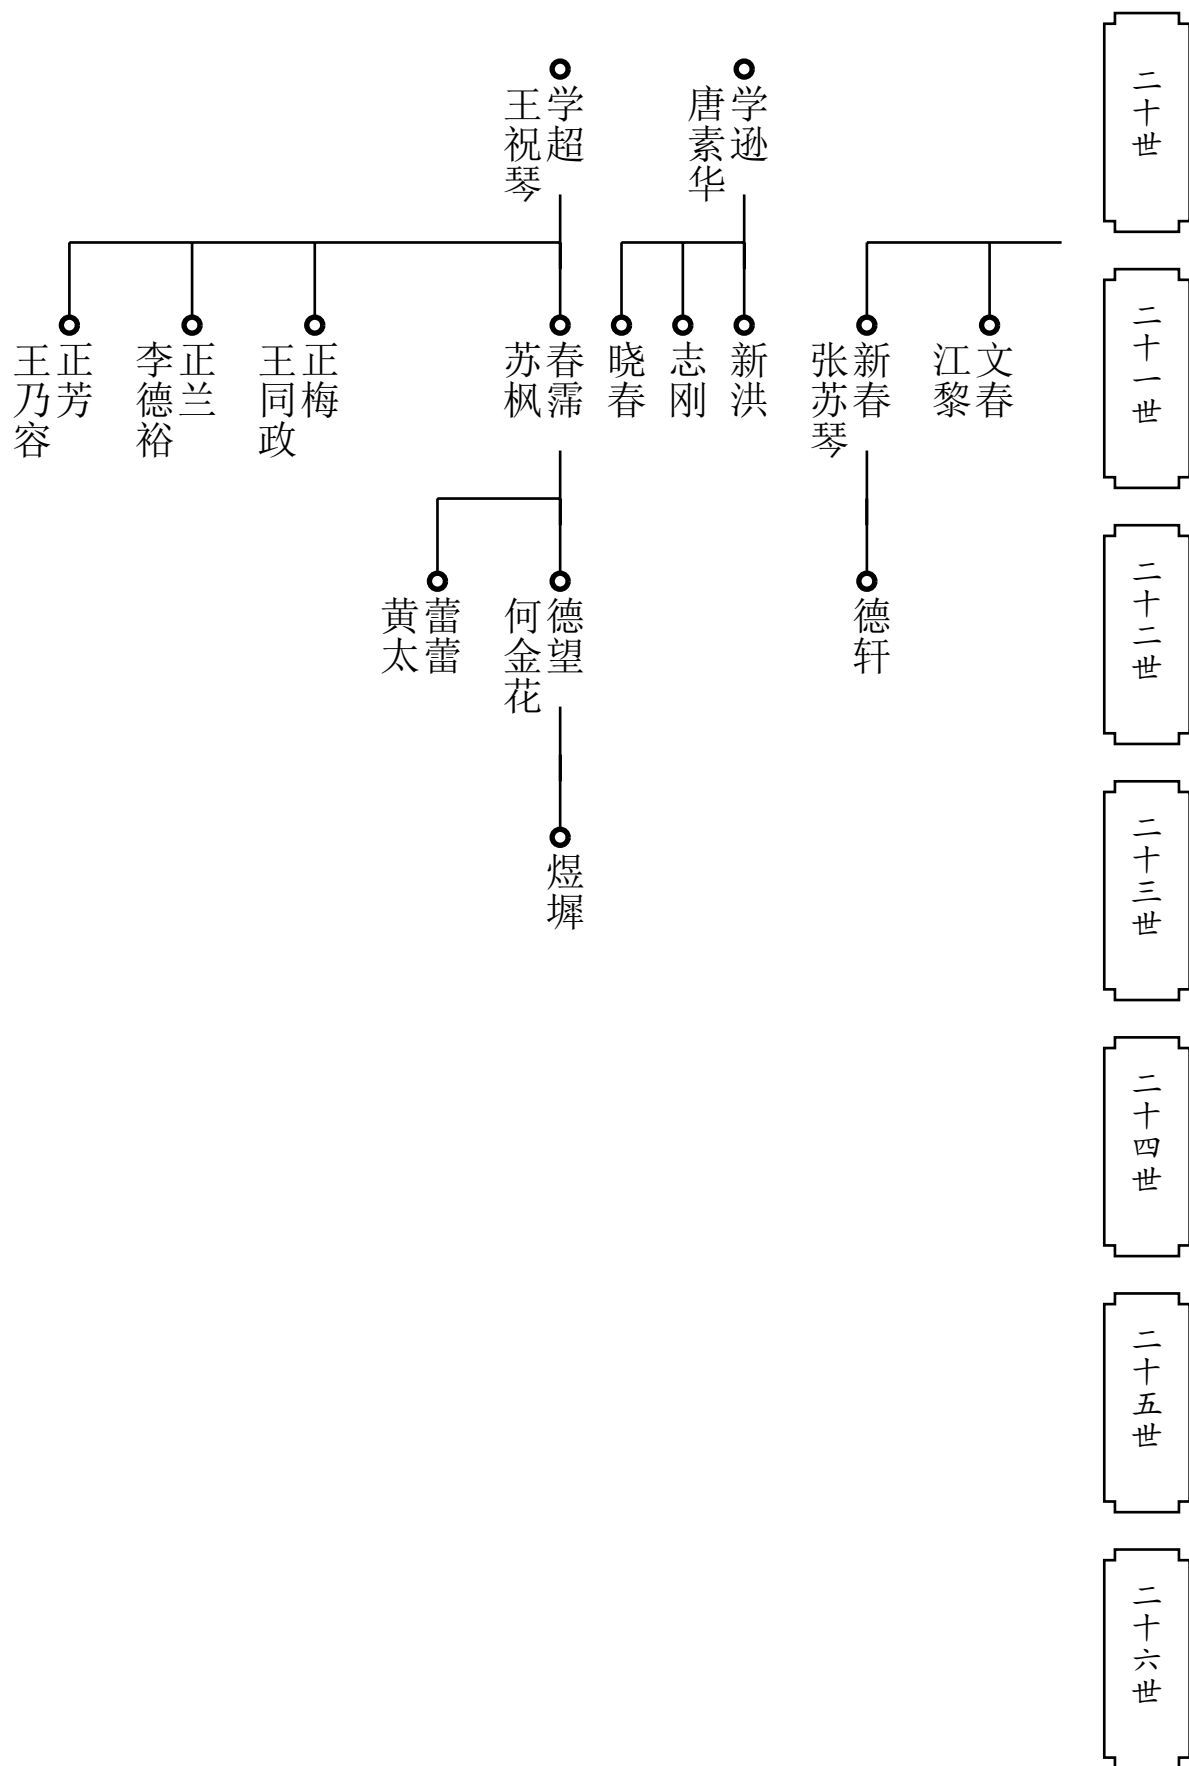 二十世
学逊
唐素华
学超
王祝琴
二十一世
文春
江黎
新春
张苏琴
新洪
志刚
晓春
春霈
苏枫
正梅
王同政
正兰
李德裕
正芳
王乃容
二十二世
德轩
德望
何金花
蕾蕾
黄太
二十三世
煜墀
二十四世
二十五世
二十六世